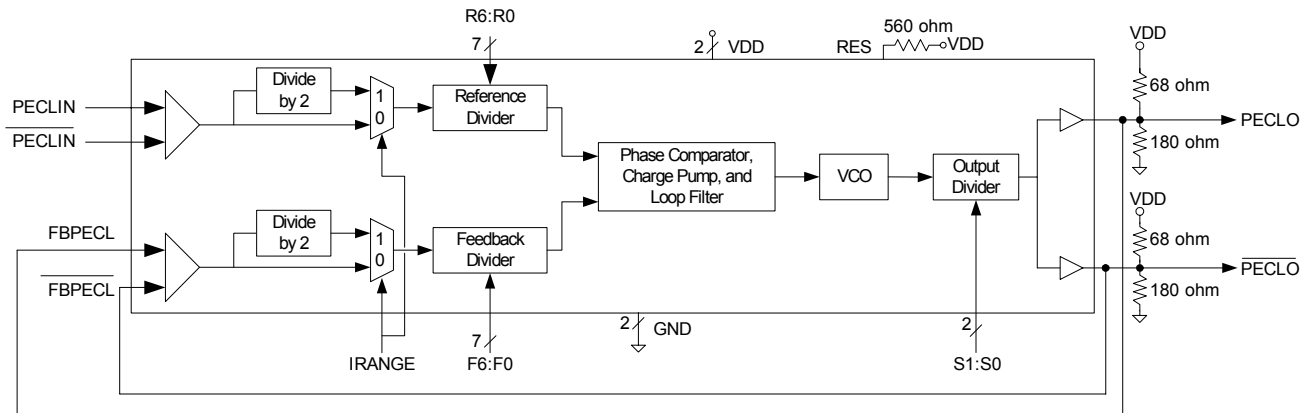 R6:R0
7
2
VDD
RES
560 ohm
VDD
VDD
68 ohm
180 ohm
PECLIN
PECLIN
Divide
by 2
1
0
Reference
Divider
PECLO
Phase Comparator,
Charge Pump, and
Loop Filter
VCO
Output
Divider
VDD
68 ohm
180 ohm
FBPECL
FBPECL
Divide
by 2
1
0
Feedback
Divider
PECLO
2
GND
7
2
IRANGE
F6:F0
S1:S0